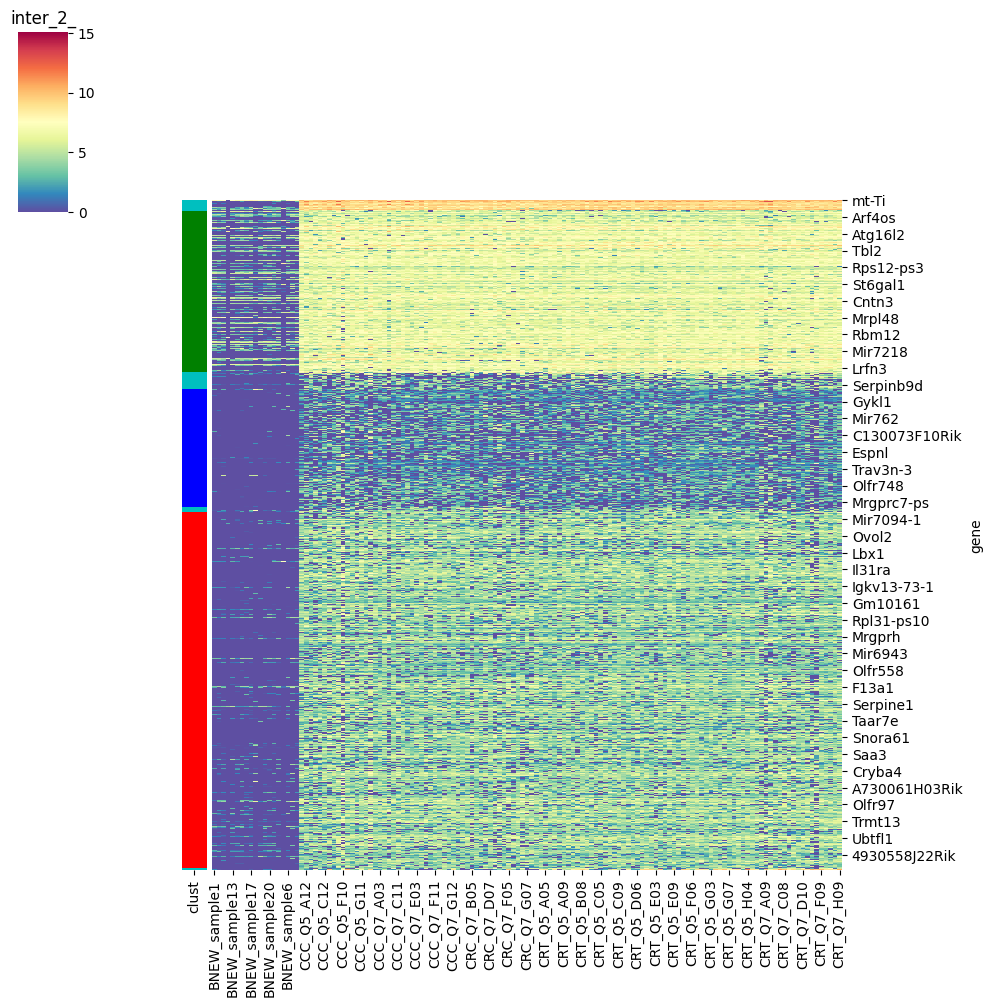 inter_2_
15
10
5
0
mt-Ti
Arf4os
Atg16l2
Tbl2
Rps12-ps3
St6gal1
Cntn3
Mrpl48
Rbm12
Mir7218
Lrfn3
Serpinb9d
Gykl1
Mir762
C130073F10Rik
Espnl
Trav3n-3
Olfr748
Mrgprc7-ps
Mir7094-1
Ovol2
Lbx1
Il31ra
Igkv13-73-1
Gm10161
Rpl31-ps10
Mrgprh
Mir6943
Olfr558
F13a1
Serpine1
Taar7e
Snora61
Saa3
Cryba4
A730061H03Rik
Olfr97
Trmt13
Ubtfl1
4930558J22Rik
gene
clust
BNEW_sample1
BNEW_sample13
BNEW_sample17
BNEW_sample20
BNEW_sample6
CCC_Q5_A12
CCC_Q5_C12
CCC_Q5_F10
CCC_Q5_G11
CCC_Q7_A03
CCC_Q7_C11
CCC_Q7_E03
CCC_Q7_F11
CCC_Q7_G12
CRC_Q7_B05
CRC_Q7_D07
CRC_Q7_F05
CRC_Q7_G07
CRT_Q5_A05
CRT_Q5_A09
CRT_Q5_B08
CRT_Q5_C05
CRT_Q5_C09
CRT_Q5_D06
CRT_Q5_E03
CRT_Q5_E09
CRT_Q5_F06
CRT_Q5_G03
CRT_Q5_G07
CRT_Q5_H04
CRT_Q7_A09
CRT_Q7_C08
CRT_Q7_D10
CRT_Q7_F09
CRT_Q7_H09